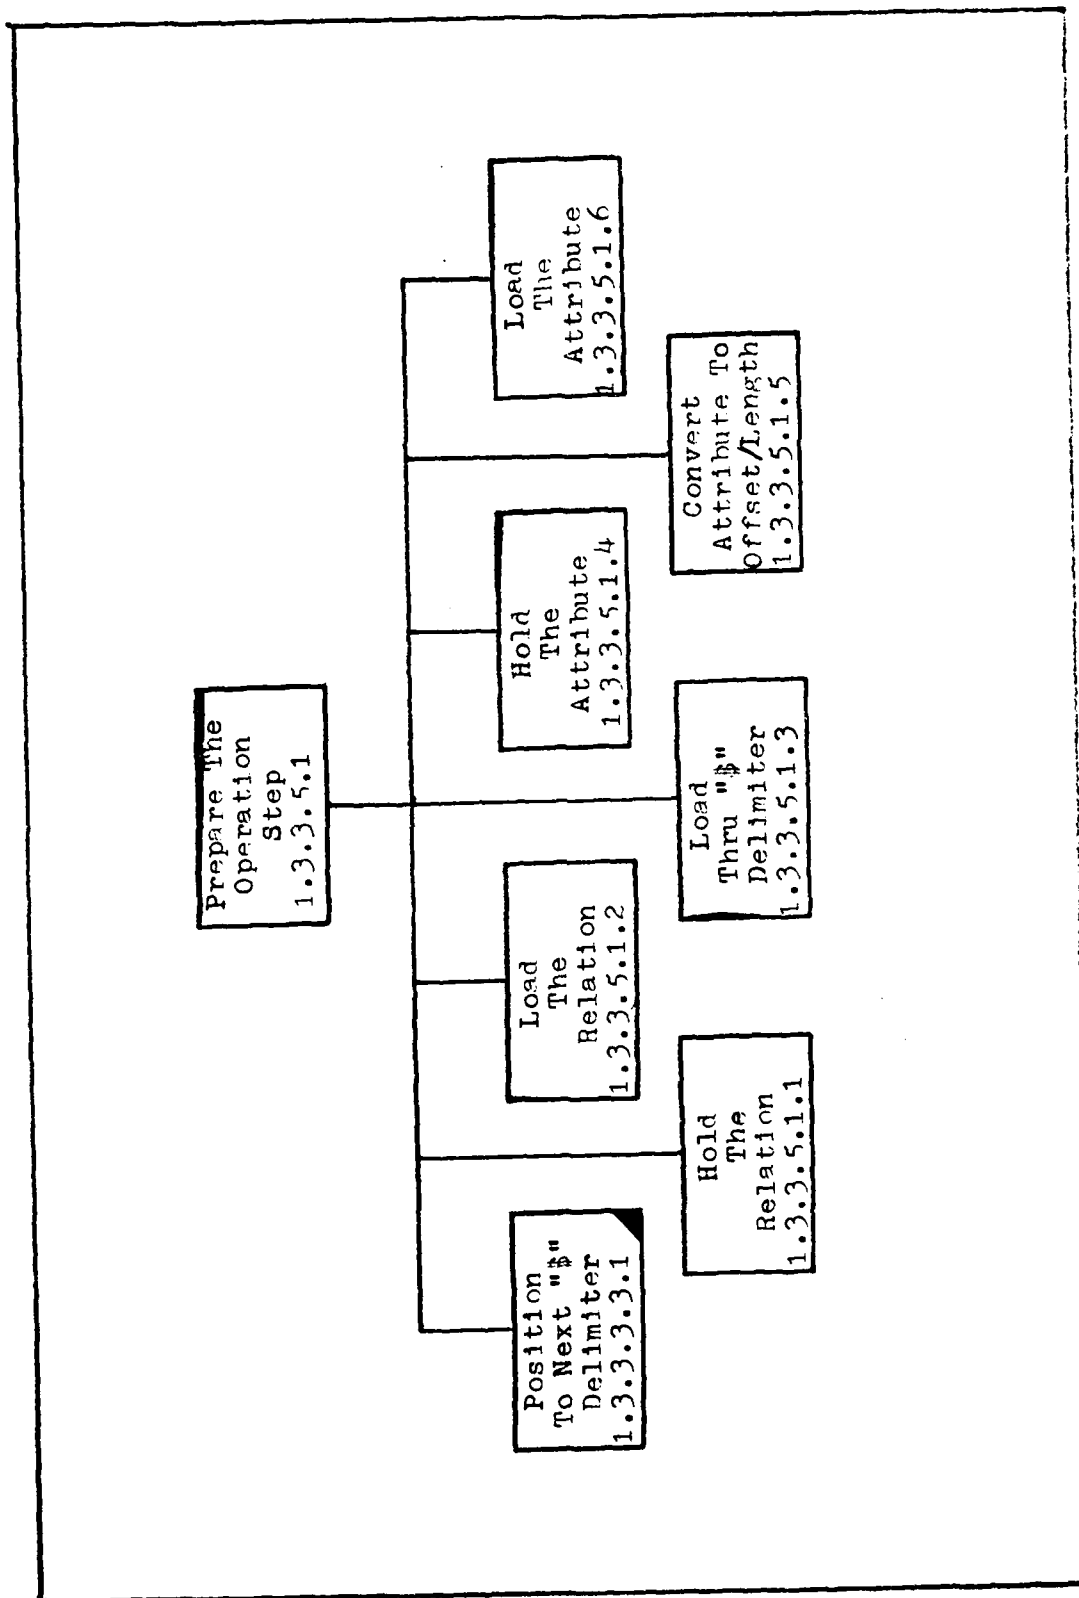 Prepare The
Operation
Step
1.3.3.5.1
Position
To Next "$"
Delimiter
1.3.3.3.3.1
Hold
The
Relation
1.3.3.5.1.1
Load
The
Relation
1.3.3.5.1.2
Load
Thru "$"
Delimiter
1.3.3.5.1.3
Hold
The
Attribute
1.3.3.5.1.4
Convert
Attribute To
Offset/Length
1.3.3.5.1.5
Load
The
Attribute
1.3.3.5.1.6